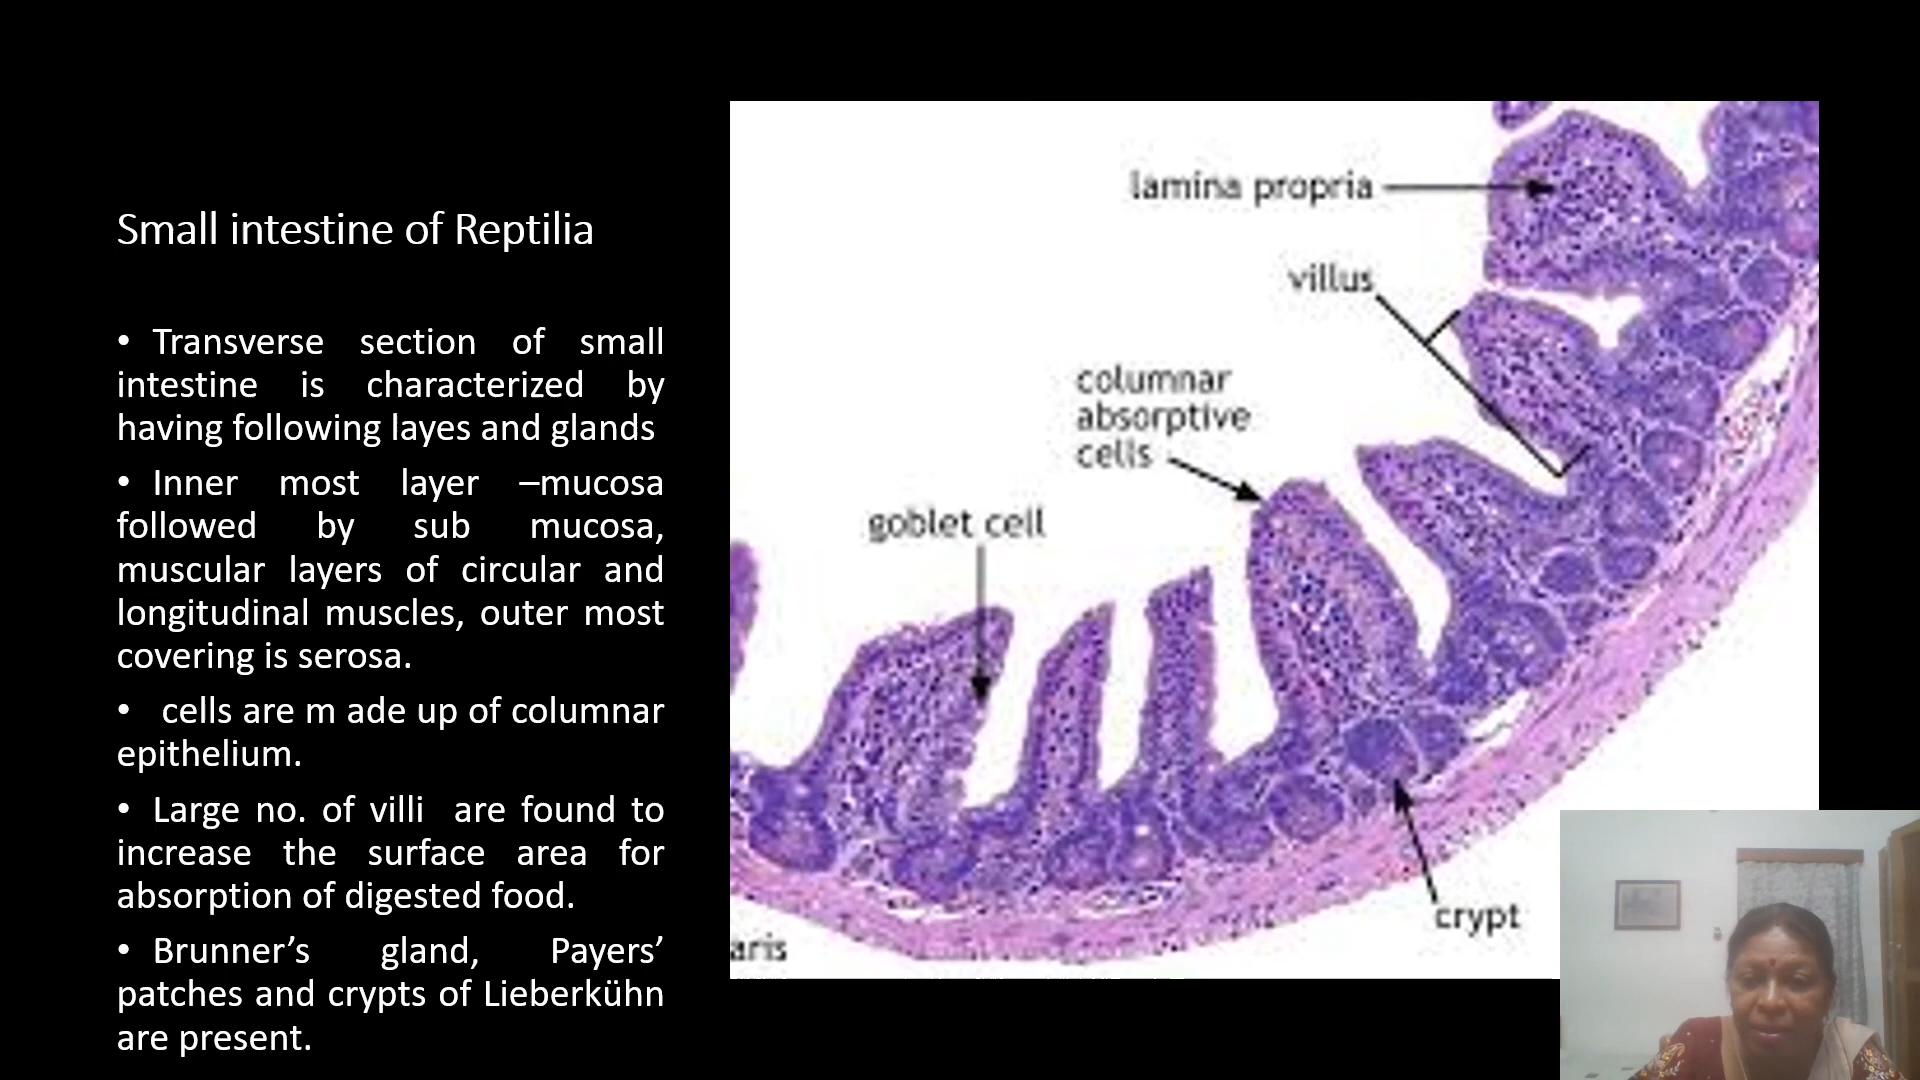 Small intestine of Reptilia
• Transverse section of small
intestine is characterized by
having following layes and glands
• Inner most layer –mucosa
followed by sub mucosa,
muscular layers of circular and
longitudinal muscles, outer most
covering is serosa.
• cells are m ade up of columnar
epithelium.
• Large no. of villi are found to
increase the surface area for
absorption of digested food.
• Brunner’s gland, Payers’
patches and crypts of Lieberkühn
are present.
lamina propria
villus
columnar
absorptive
cells
goblet cell
crypt
aris